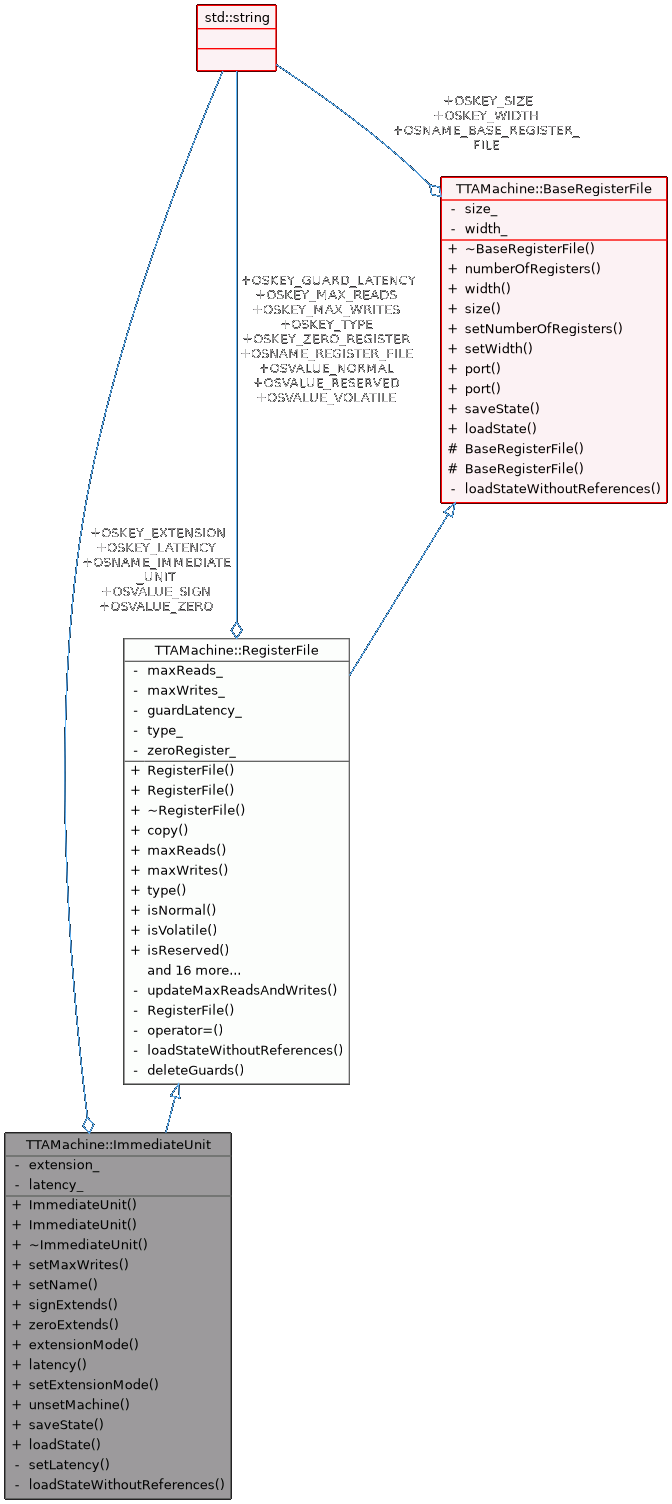 std::string
+OSKEY_SIZE
+OSKEY_WIDTH
+OSNAME_BASE_REGISTER_
FILE
TTAMachine::BaseRegisterFile
- size_
- width_
+ ~BaseRegisterFile()
+ numberOfRegisters()
+ width()
+ size()
+ setNumberOfRegisters()
+ setWidth()
+ port()
+ port()
+ saveState()
+ loadState()
# BaseRegisterFile()
# BaseRegisterFile()
- loadStateWithoutReferences()
+OSKEY_GUARD_LATENCY
+OSKEY_MAX_READS
+OSKEY_MAX_WRITES
+OSKEY_TYPE
+OSKEY_ZERO_REGISTER
+OSNAME_REGISTER_FILE
+OSVALUE_NORMAL
+OSVALUE_RESERVED
+OSVALUE_VOLATILE
+OSKEY_EXTENSION
+OSKEY_LATENCY
+OSNAME_IMMEDIATE
_UNIT
+OSVALUE_SIGN
+OSVALUE_ZERO
TTAMachine::RegisterFile
- maxReads_
- maxWrites_
- guardLatency_
- type_
- zeroRegister_
+ RegisterFile()
+ RegisterFile()
+ ~RegisterFile()
+ copy()
+ maxReads()
+ maxWrites()
+ type()
+ isNormal()
+ isVolatile()
+ isReserved()
and 16 more...
- updateMaxReadsAndWrites()
- RegisterFile()
- operator=()
- loadStateWithoutReferences()
- deleteGuards()
TTAMachine::ImmediateUnit
- extension_
- latency_
+ ImmediateUnit()
+ ImmediateUnit()
+ ~ImmediateUnit()
+ setMaxWrites()
+ setName()
+ signExtends()
+ zeroExtends()
+ extensionMode()
+ latency()
+ setExtensionMode()
+ unsetMachine()
+ saveState()
+ loadState()
- setLatency()
- loadStateWithoutReferences()